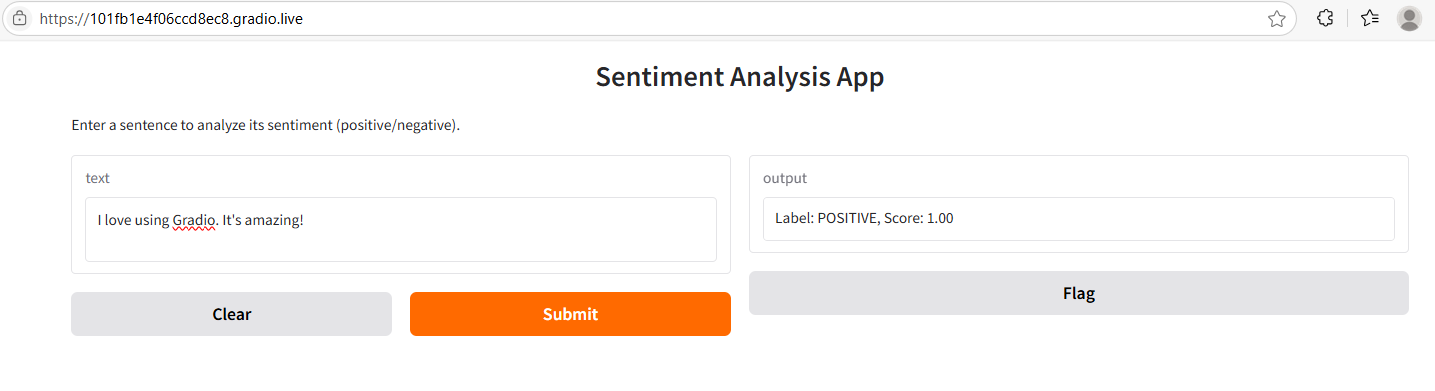 https://101fb1e4f06ccd8ec8.gradio.live
Sentiment Analysis App
Enter a sentence to analyze its sentiment (positive/negative).
text
I love using Gradio. It's amazing!
Clear
Submit
output
Label: POSITIVE, Score: 1.00
Flag